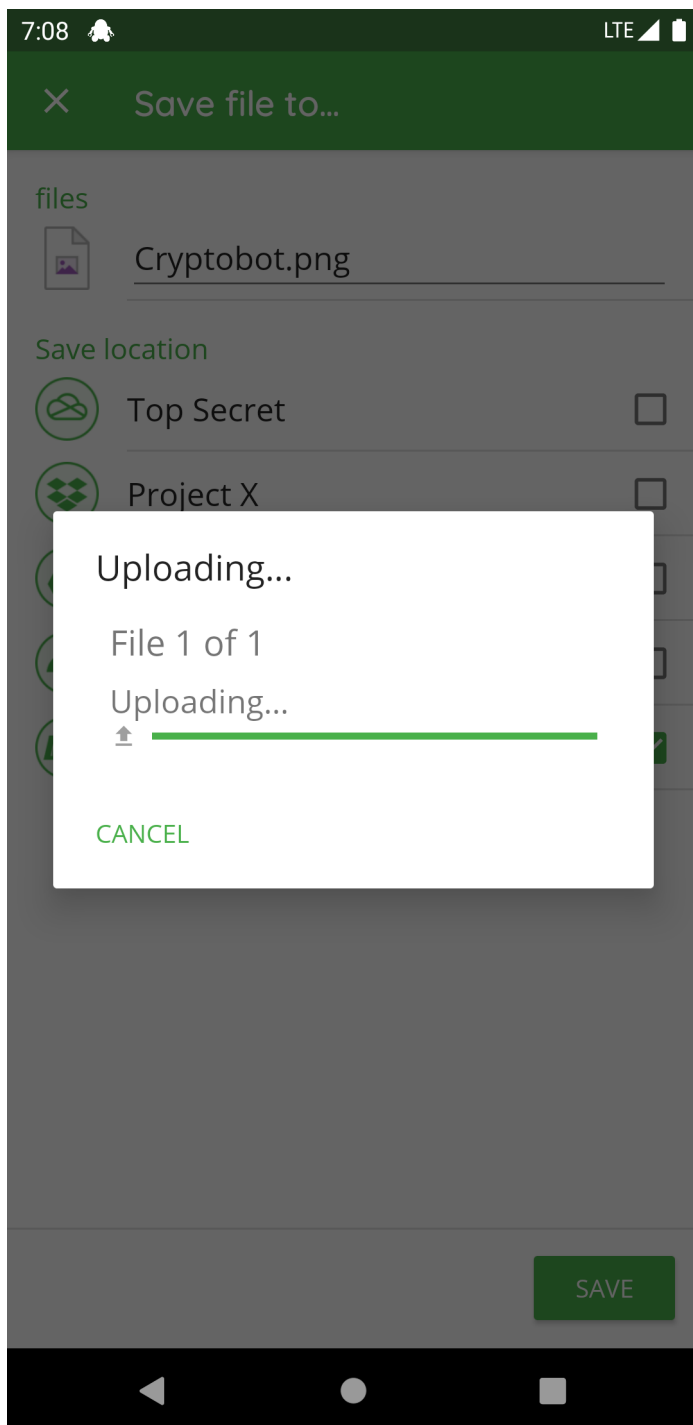 7:08 LTE
Save file to...
files
Cryptobot.png
Save location
Top Secret
Project X
Uploading...
File 1 of 1
Uploading...
CANCEL
SAVE